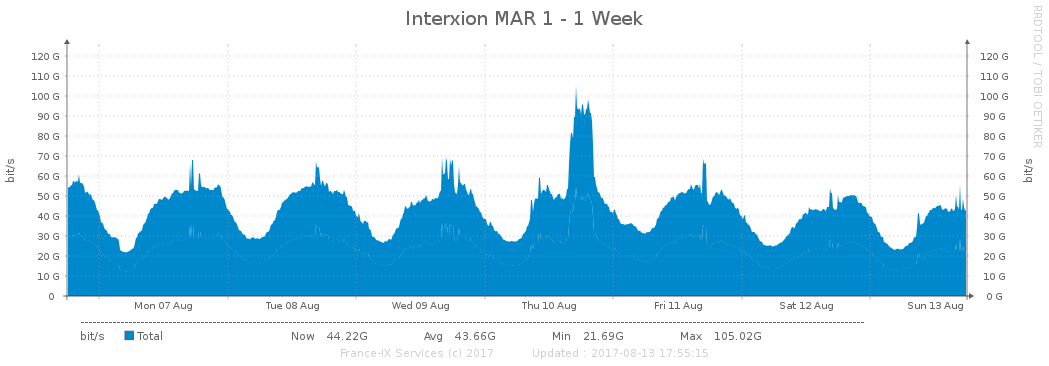 Interxion MAR 1 - 1 Week
RRDTOOL / TOBI OETIKER
bit/s
bit/s
120 G 120 G
110 G 110 G
100 G 100 G
90 G 90 G
80 G 80 G
70 G 70 G
60 G 60 G
50 G 50 G
40 G 40 G
30 G 30 G
20 G 20 G
10 G 10 G
0 0 G
Mon 07 Aug Tue 08 Aug Wed 09 Aug Thu 10 Aug Fri 11 Aug Sat 12 Aug Sun 13 Aug
bit/s Total Now 44.22G Avg 43.66G Min 21.69G Max 105.02G
France-IX Services (c) 2017 Updated : 2017-08-13 17:55:15